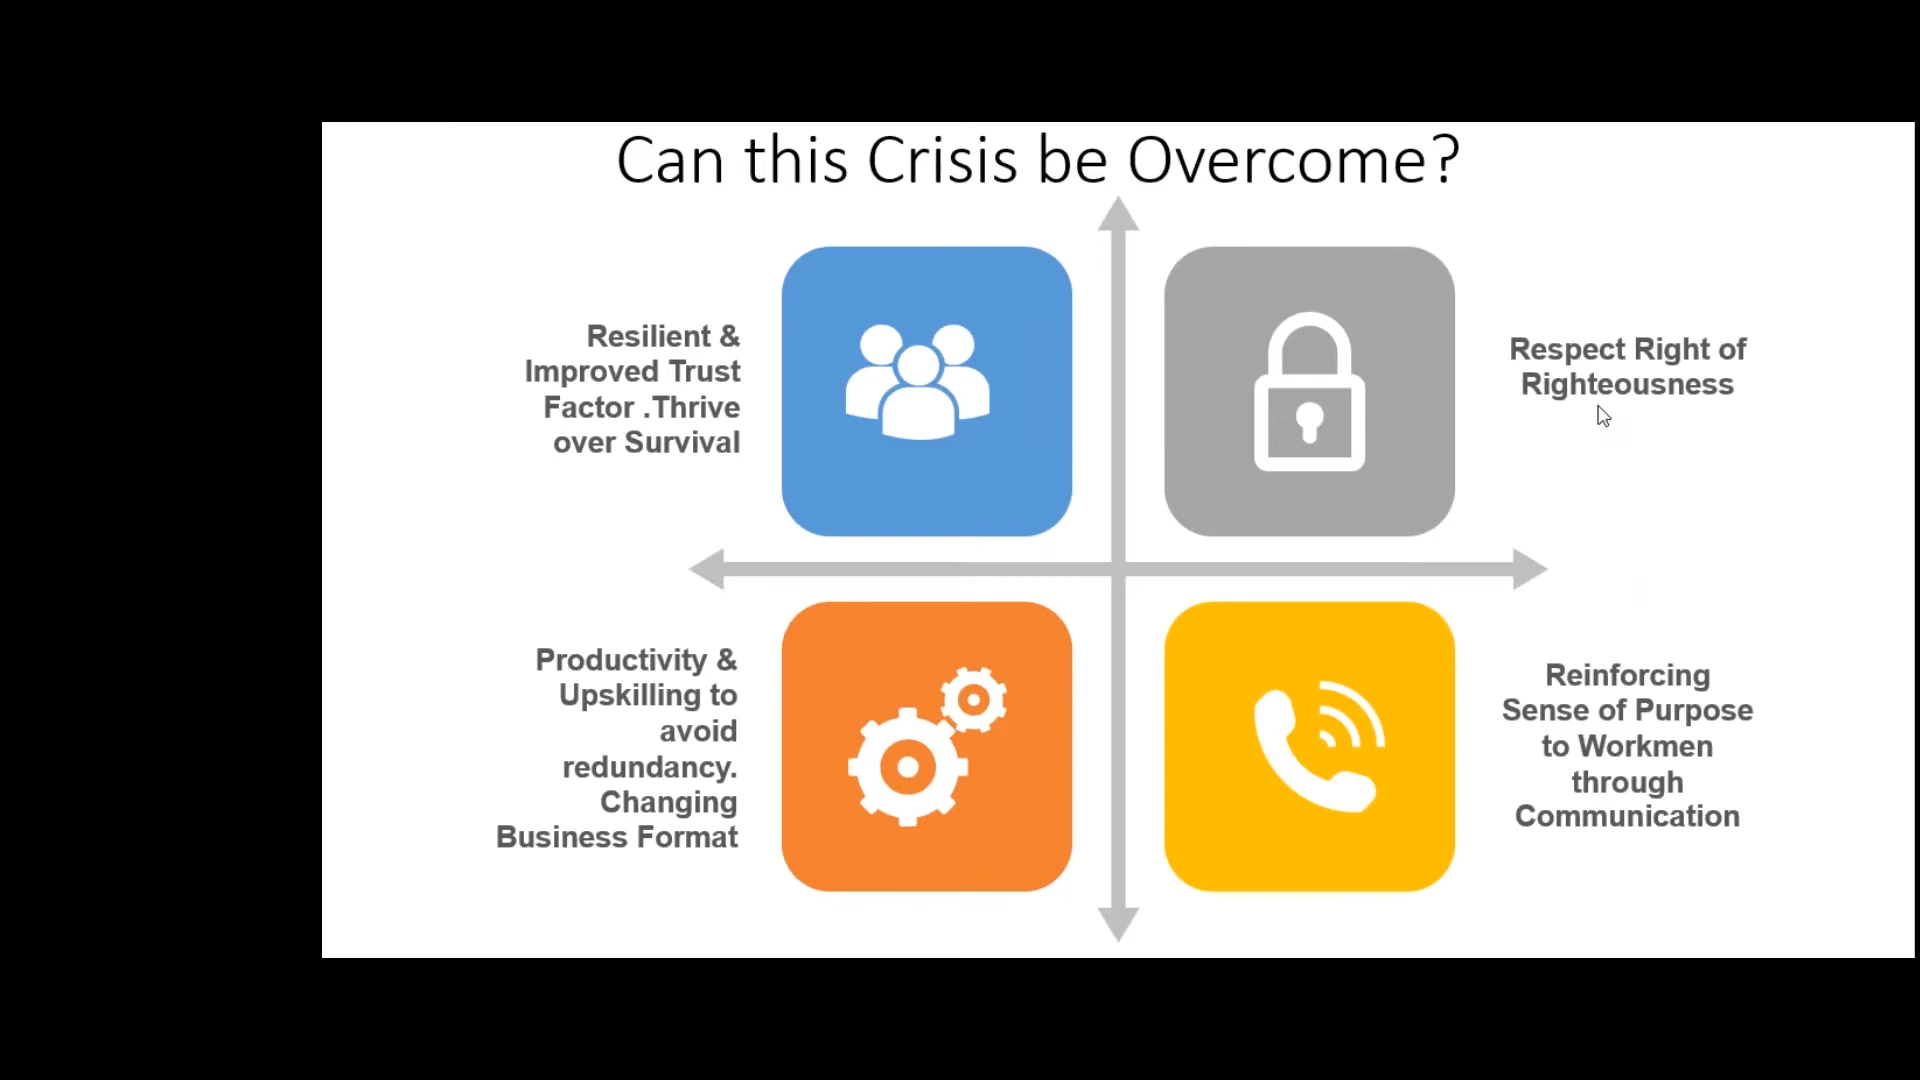 Can this Crisis be Overcome?
Resilient &
Improved Trust
Factor .Thrive
over Survival
Respect Right of
Righteousness
Productivity &
Upskilling to
avoid
redundancy.
Changing
Business Format
Reinforcing
Sense of Purpose
to Workmen
through
Communication